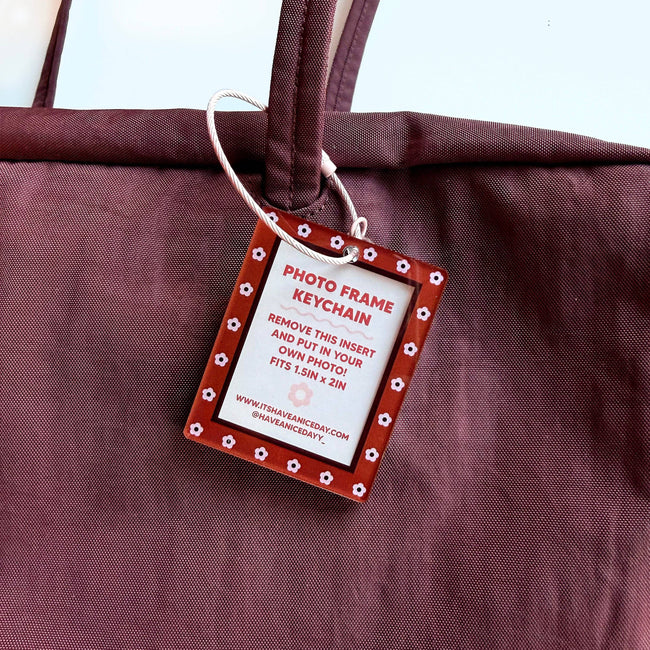 PHOTO FRAME
KEYCHAIN
REMOVE THIS INSERT
AND PUT IN YOUR
OWN PHOTO!
FITS 1.5IN x 2IN
WWW.ITSHAVEANICEDAY.COM
@HAVEANICEDAYY_